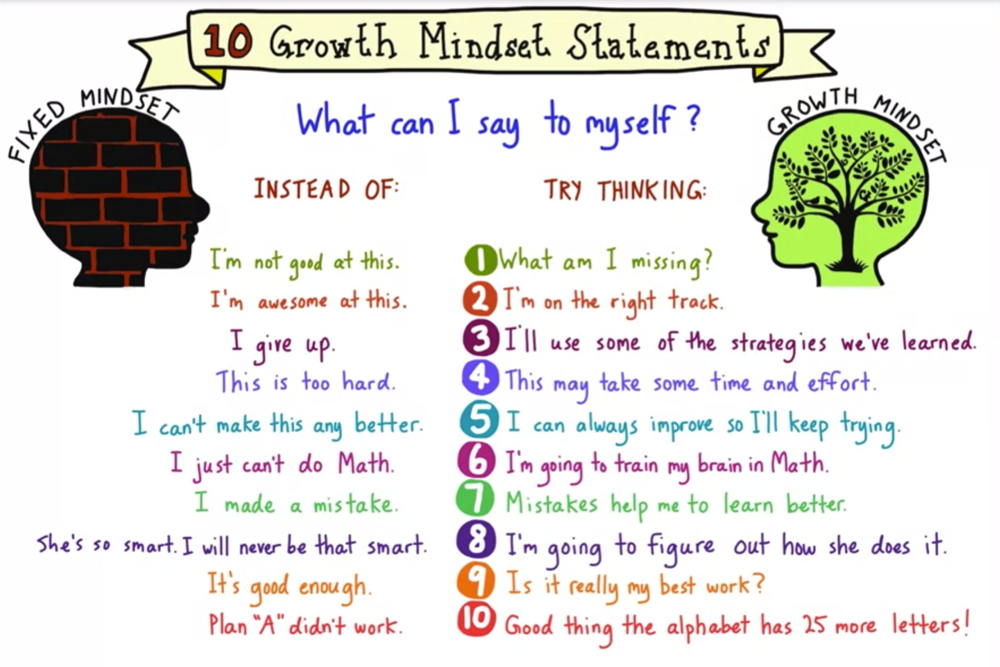 10 Growth Mindset Statements
FIXED MINDSET
GROWTH MINDSET
What can I say to myself?
INSTEAD OF:
TRY THINKING:
I'm not good at this.
1 What am I missing?
I'm awesome at this.
2 I'm on the right track.
I give up.
3 I'll use some of the strategies we've learned.
This is too hard.
4 This may take some time and effort.
I can't make this any better.
5 I can always improve so I'll keep trying.
I just can't do Math.
6 I'm going to train my brain in Math.
I made a mistake.
7 Mistakes help me to learn better.
She's so smart. I will never be that smart.
8 I'm going to figure out how she does it.
It's good enough.
9 Is it really my best work?
Plan "A" didn't work.
10 Good thing the alphabet has 25 more letters!